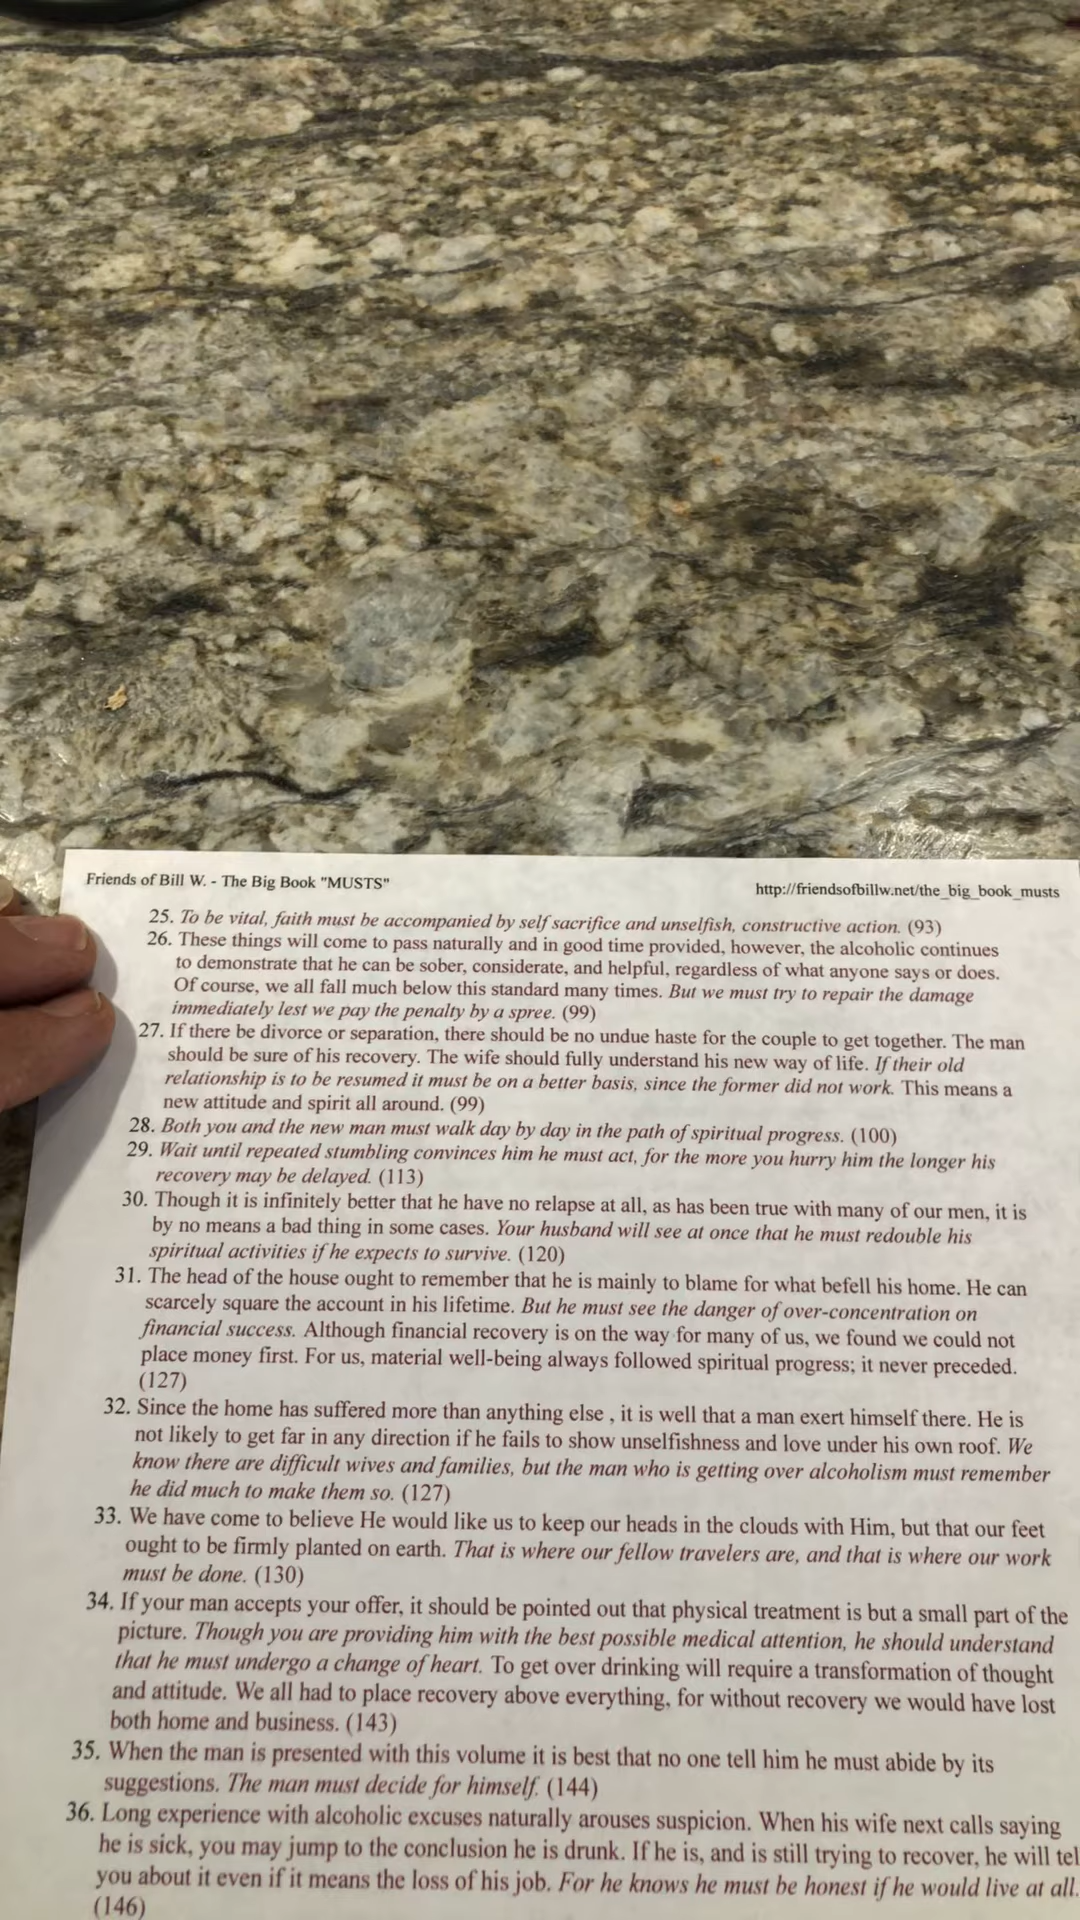 Friends of Bill W. - The Big Book "MUSTS"
http://friendsofbillw.net/the_big_book_musts
25. To be vital, faith must be accompanied by self sacrifice and unselfish, constructive action. (93)
26. These things will come to pass naturally and in good time provided, however, the alcoholic continues
to demonstrate that he can be sober, considerate, and helpful, regardless of what anyone says or does.
Of course, we all fall much below this standard many times. But we must try to repair the damage
immediately lest we pay the penalty by a spree. (99)
27. If there be divorce or separation, there should be no undue haste for the couple to get together. The man
should be sure of his recovery. The wife should fully understand his new way of life. If their old
relationship is to be resumed it must be on a better basis, since the former did not work. This means a
new attitude and spirit all around. (99)
28. Both you and the new man must walk day by day in the path of spiritual progress. (100)
29. Wait until repeated stumbling convinces him he must act, for the more you hurry him the longer his
recovery may be delayed. (113)
30. Though it is infinitely better that he have no relapse at all, as has been true with many of our men, it is
by no means a bad thing in some cases. Your husband will see at once that he must redouble his
spiritual activities if he expects to survive. (120)
31. The head of the house ought to remember that he is mainly to blame for what befell his home. He can
scarcely square the account in his lifetime. But he must see the danger of over-concentration on
financial success. Although financial recovery is on the way for many of us, we found we could not
place money first. For us, material well-being always followed spiritual progress; it never preceded.
(127)
32. Since the home has suffered more than anything else , it is well that a man exert himself there. He is
not likely to get far in any direction if he fails to show unselfishness and love under his own roof. We
know there are difficult wives and families, but the man who is getting over alcoholism must remember
he did much to make them so. (127)
33. We have come to believe He would like us to keep our heads in the clouds with Him, but that our feet
ought to be firmly planted on earth. That is where our fellow travelers are, and that is where our work
must be done. (130)
34. If your man accepts your offer, it should be pointed out that physical treatment is but a small part of the
picture. Though you are providing him with the best possible medical attention, he should understand
that he must undergo a change of heart. To get over drinking will require a transformation of thought
and attitude. We all had to place recovery above everything, for without recovery we would have lost
both home and business. (143)
35. When the man is presented with this volume it is best that no one tell him he must abide by its
suggestions. The man must decide for himself. (144)
36. Long experience with alcoholic excuses naturally arouses suspicion. When his wife next calls saying
he is sick, you may jump to the conclusion he is drunk. If he is, and is still trying to recover, he will tel
you about it even if it means the loss of his job. For he knows he must be honest if he would live at all.
(146)